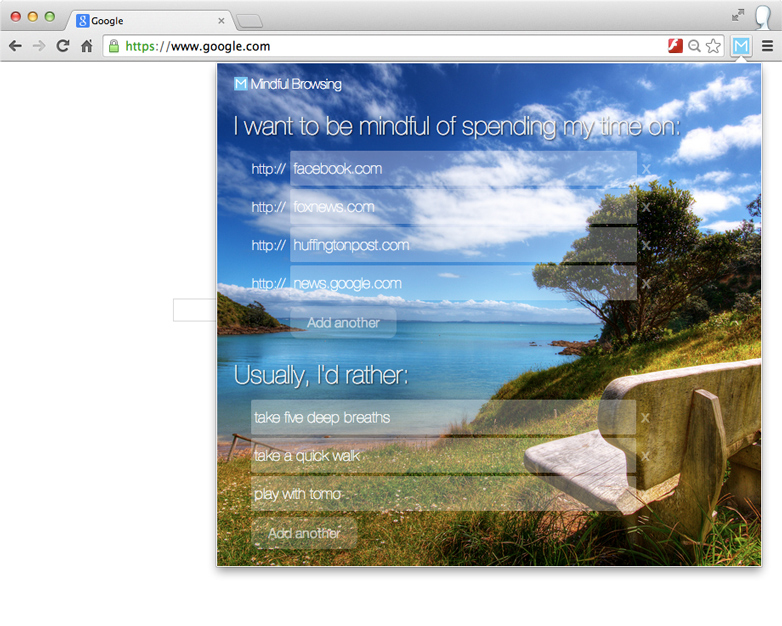 Google
https://www.google.com
M
M Mindful Browsing
I want to be mindful of spending my time on:
http:// facebook.com x
http:// foxnews.com x
http:// huffingtonpost.com x
http:// news.google.com x
Add another
Usually, I'd rather:
take five deep breaths x
take a quick walk x
play with tomo
Add another